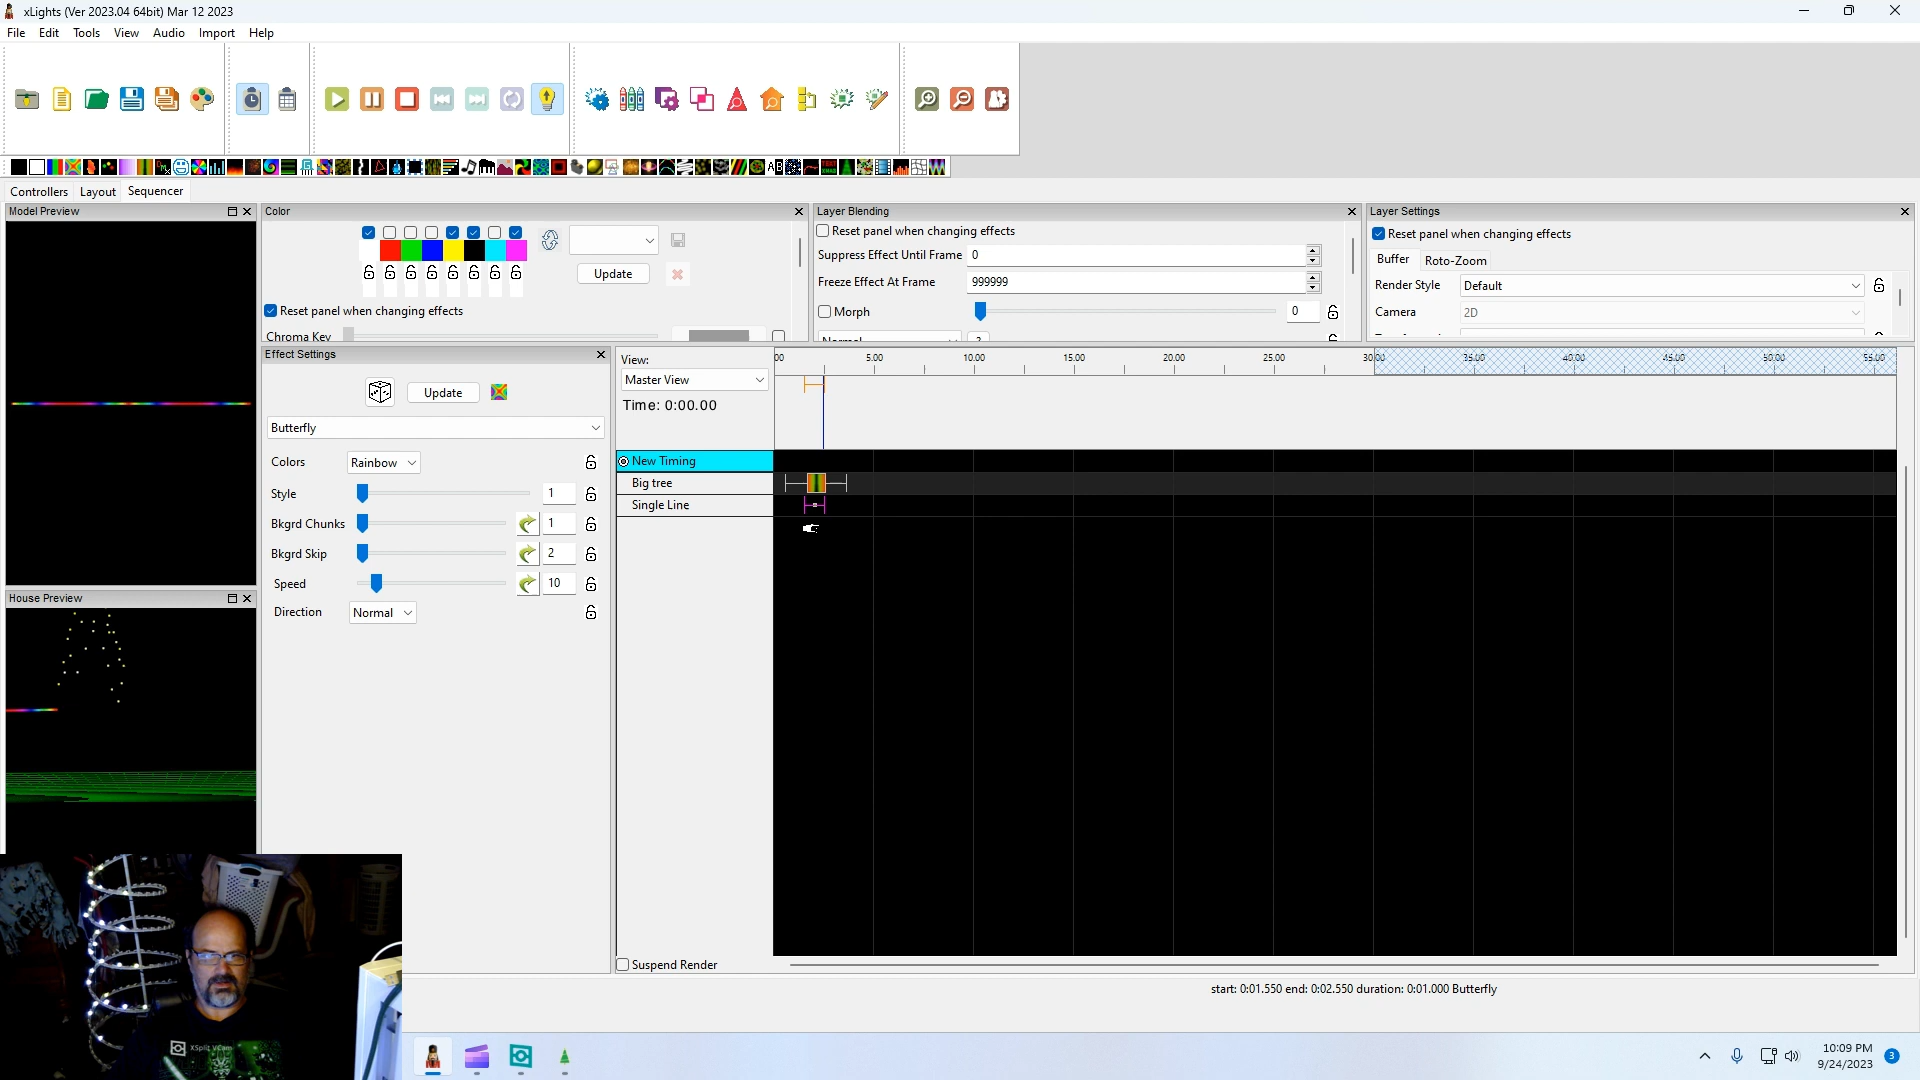 xLights (Ver 2023.04 64bit) Mar 12 2023
File Edit Tools View Audio Import Help
Controllers Layout Sequencer
Model Preview
Color
Update
Reset panel when changing effects
Chroma Key
Layer Blending
Reset panel when changing effects
Suppress Effect Until Frame 0
Freeze Effect At Frame 999999
Morph 0
Layer Settings
Reset panel when changing effects
Buffer Roto-Zoom
Render Style Default
Camera 2D
Effect Settings
Update
Butterfly
Colors Rainbow
Style 1
Bkgrd Chunks 1
Bkgrd Skip 2
Speed 10
Direction Normal
View:
Master View
Time: 0:00.00
00 5.00 10.00 15.00 20.00 25.00 30.00 35.00 40.00 45.00 50.00 55.00
New Timing
Big tree
Single Line
House Preview
Suspend Render
start: 0:01.550 end: 0:02.550 duration: 0:01.000 Butterfly
XSplit VCam
10:09 PM
9/24/2023
3